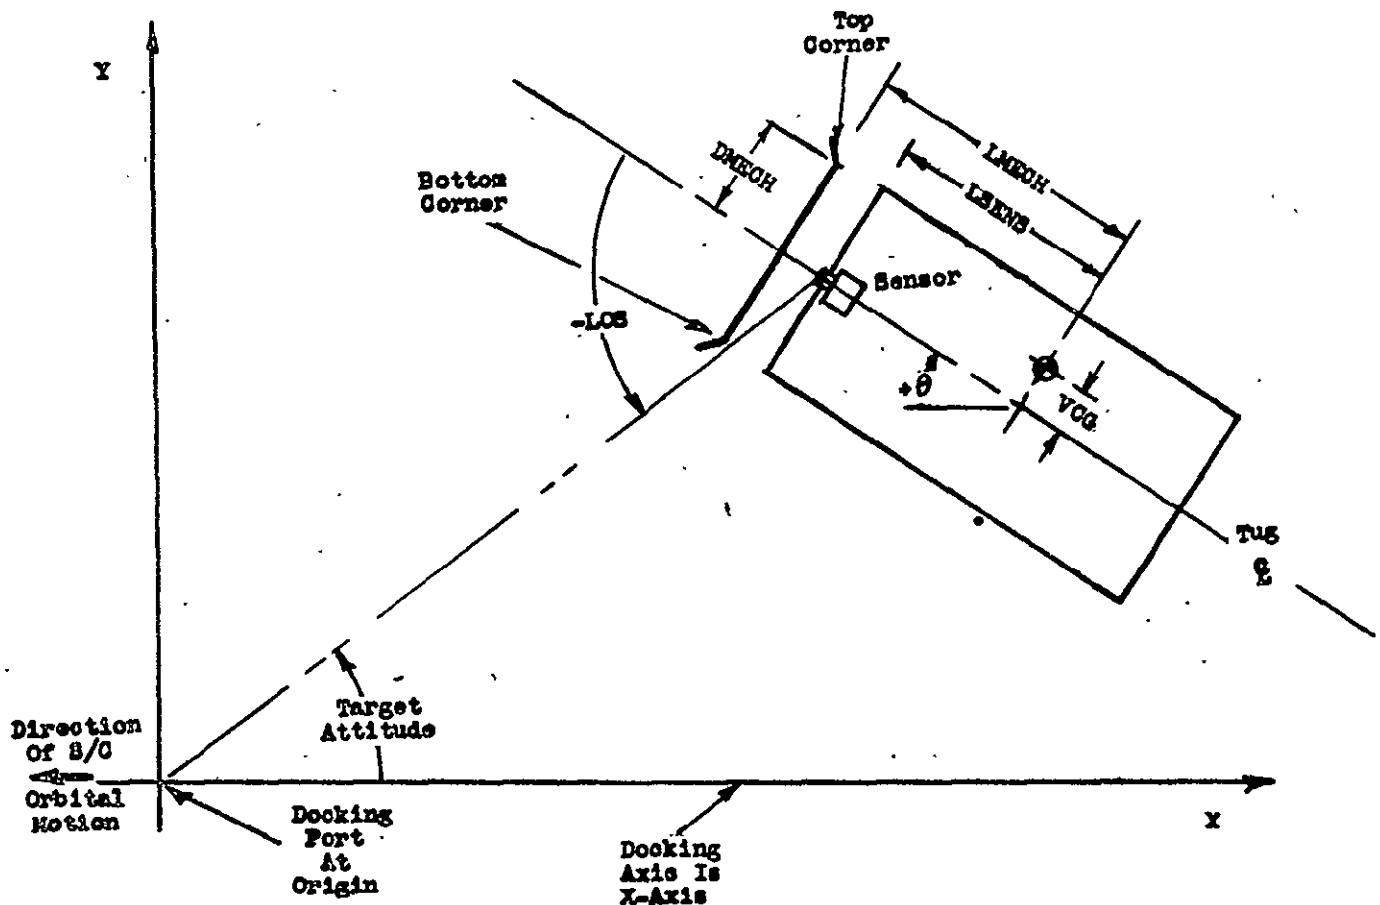 Top
Corner
Y
DMECH
LMECH
LSENS
Bottom
Corner
Sensor
-LOS
+θ
VCG
Tug
℄
Target
Attitude
Direction
Of S/C
Orbital
Motion
Docking
Port
At
Origin
X
Docking
Axis Is
X-Axis